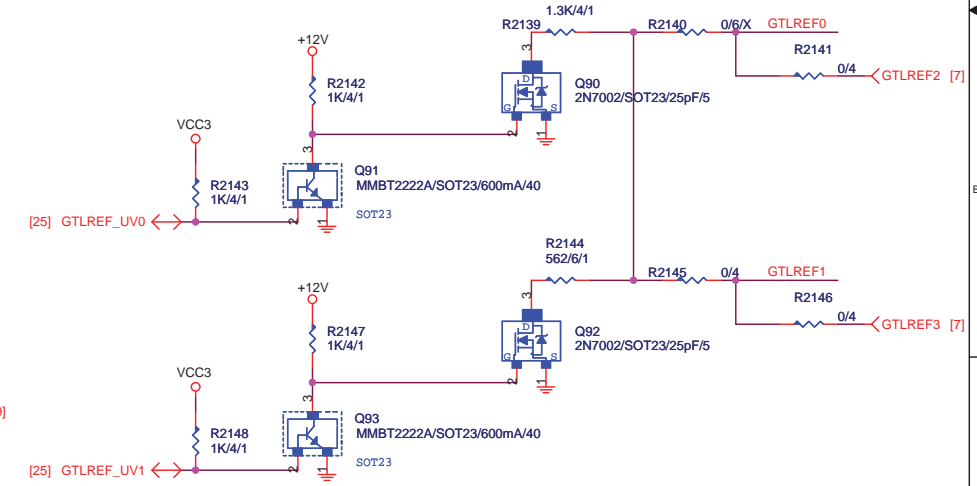 1.3K/4/1
R2139
R2140
0/6/X
GTLREF0
R2141
0/4
GTLREF2 [7]
+12V
R2142
1K/4/1
3
D
G
S
2
1
Q90
2N7002/SOT23/25pF/5
VCC3
R2143
1K/4/1
3
Q91
MMBT2222A/SOT23/600mA/40
SOT23
2
1
[25] GTLREF_UV0
R2144
562/6/1
R2145
0/4
GTLREF1
R2146
0/4
GTLREF3 [7]
+12V
R2147
1K/4/1
3
D
G
S
2
1
Q92
2N7002/SOT23/25pF/5
VCC3
R2148
1K/4/1
3
Q93
MMBT2222A/SOT23/600mA/40
SOT23
2
1
[25] GTLREF_UV1